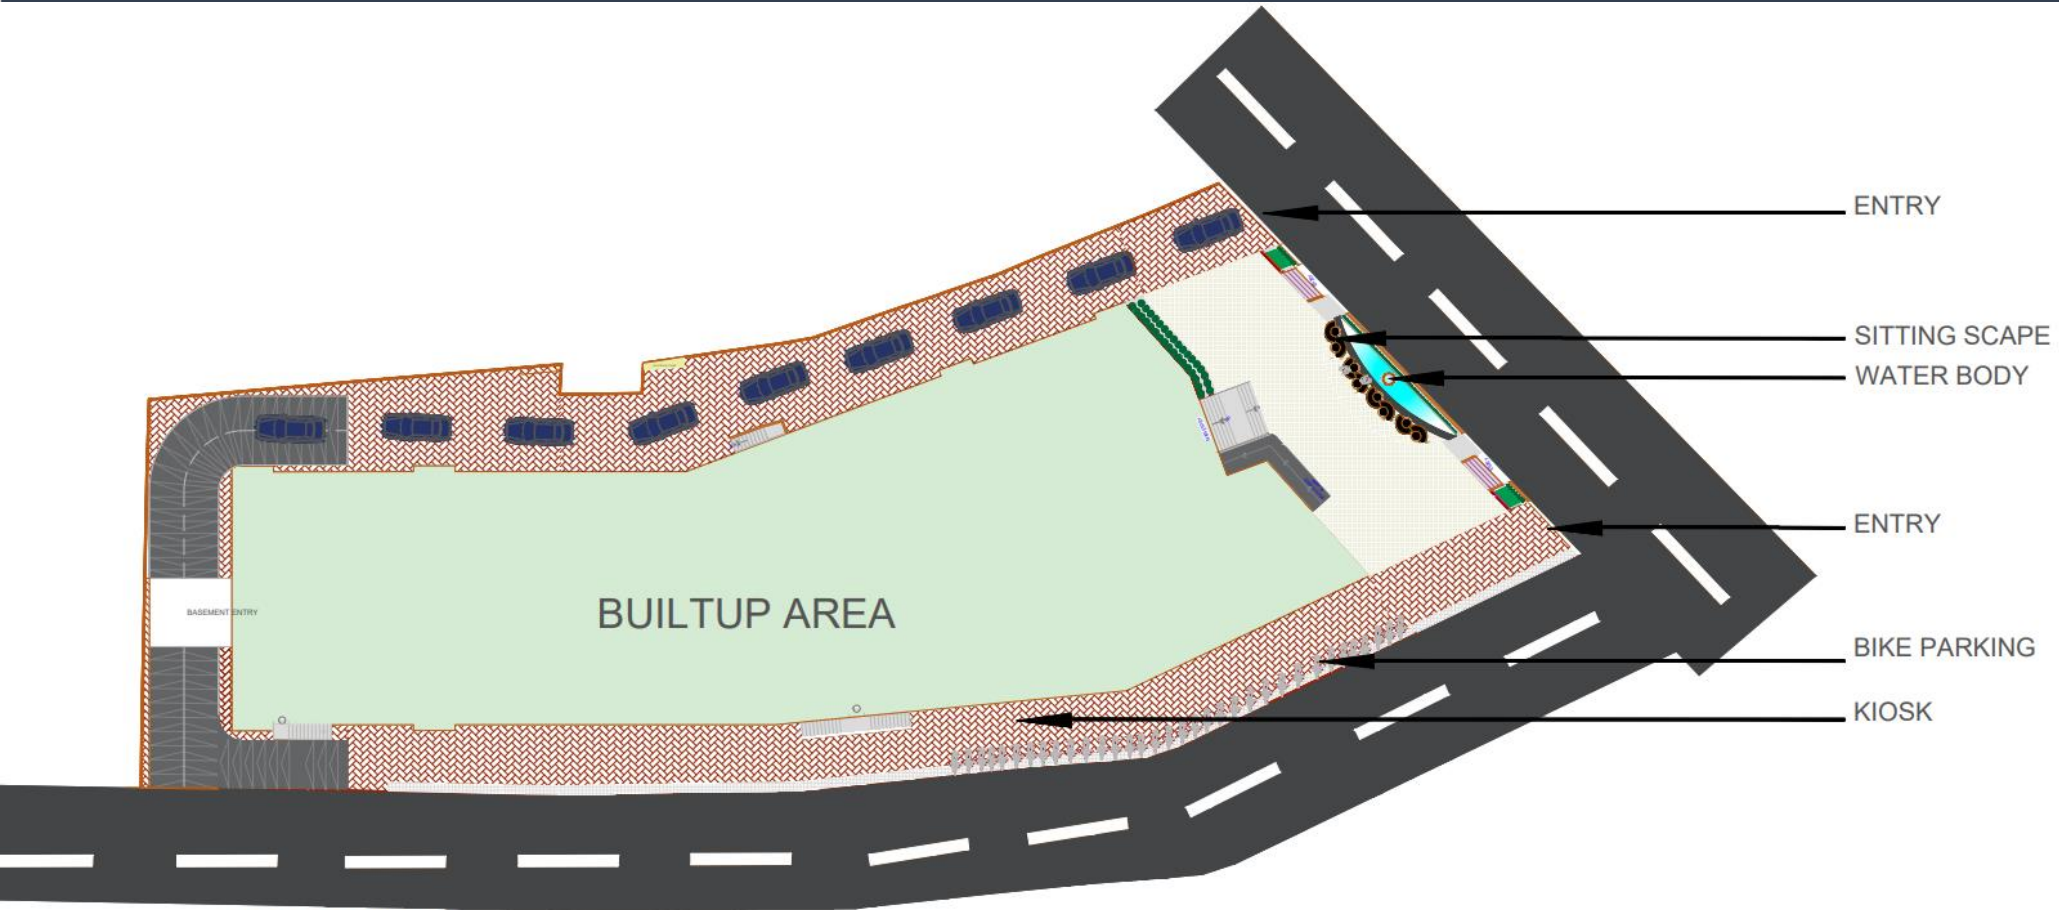 ENTRY
SITTING SCAPE
WATER BODY
ENTRY
BASEMENT ENTRY
BUILTUP AREA
BIKE PARKING
KIOSK